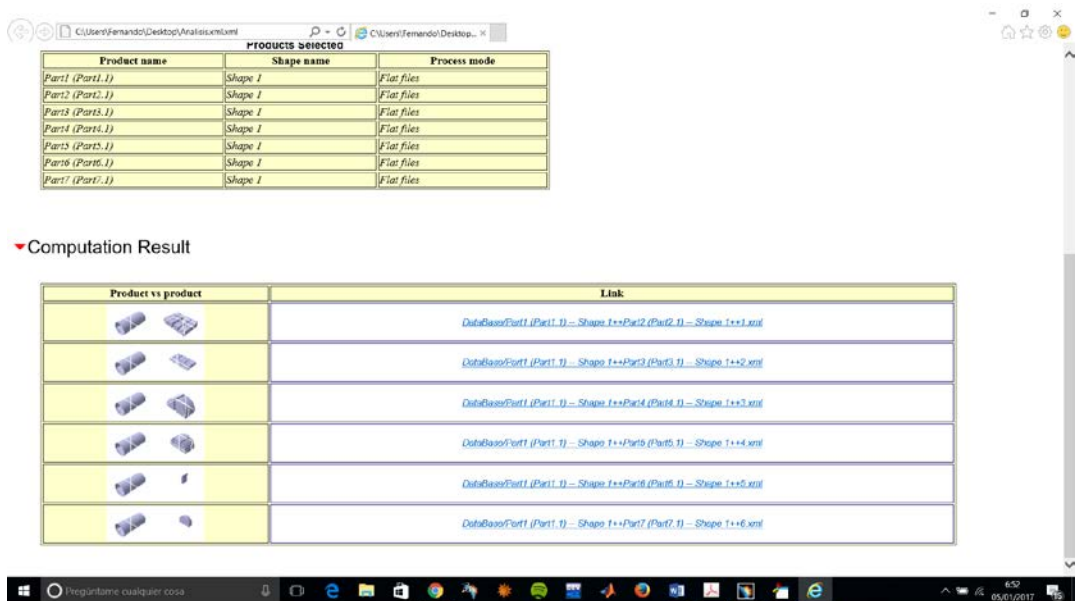 C:\Users\Fernando\Desktop\Analisis.xml.xml
C:\Users\Fernando\Desktop...
Products Selected
Product name Shape name Process mode
Part1 (Part1.1) Shape 1 Flat files
Part2 (Part2.1) Shape 1 Flat files
Part3 (Part3.1) Shape 1 Flat files
Part4 (Part4.1) Shape 1 Flat files
Part5 (Part5.1) Shape 1 Flat files
Part6 (Part6.1) Shape 1 Flat files
Part7 (Part7.1) Shape 1 Flat files
Computation Result
Product vs product Link
DataBase/Part1 (Part1.1) -- Shape 1++Part2 (Part2.1) -- Shape 1++1.xml
DataBase/Part1 (Part1.1) -- Shape 1++Part3 (Part3.1) -- Shape 1++2.xml
DataBase/Part1 (Part1.1) -- Shape 1++Part4 (Part4.1) -- Shape 1++3.xml
DataBase/Part1 (Part1.1) -- Shape 1++Part5 (Part5.1) -- Shape 1++4.xml
DataBase/Part1 (Part1.1) -- Shape 1++Part6 (Part6.1) -- Shape 1++5.xml
DataBase/Part1 (Part1.1) -- Shape 1++Part7 (Part7.1) -- Shape 1++6.xml
Pregúntame cualquier cosa
6:52
05/01/2017